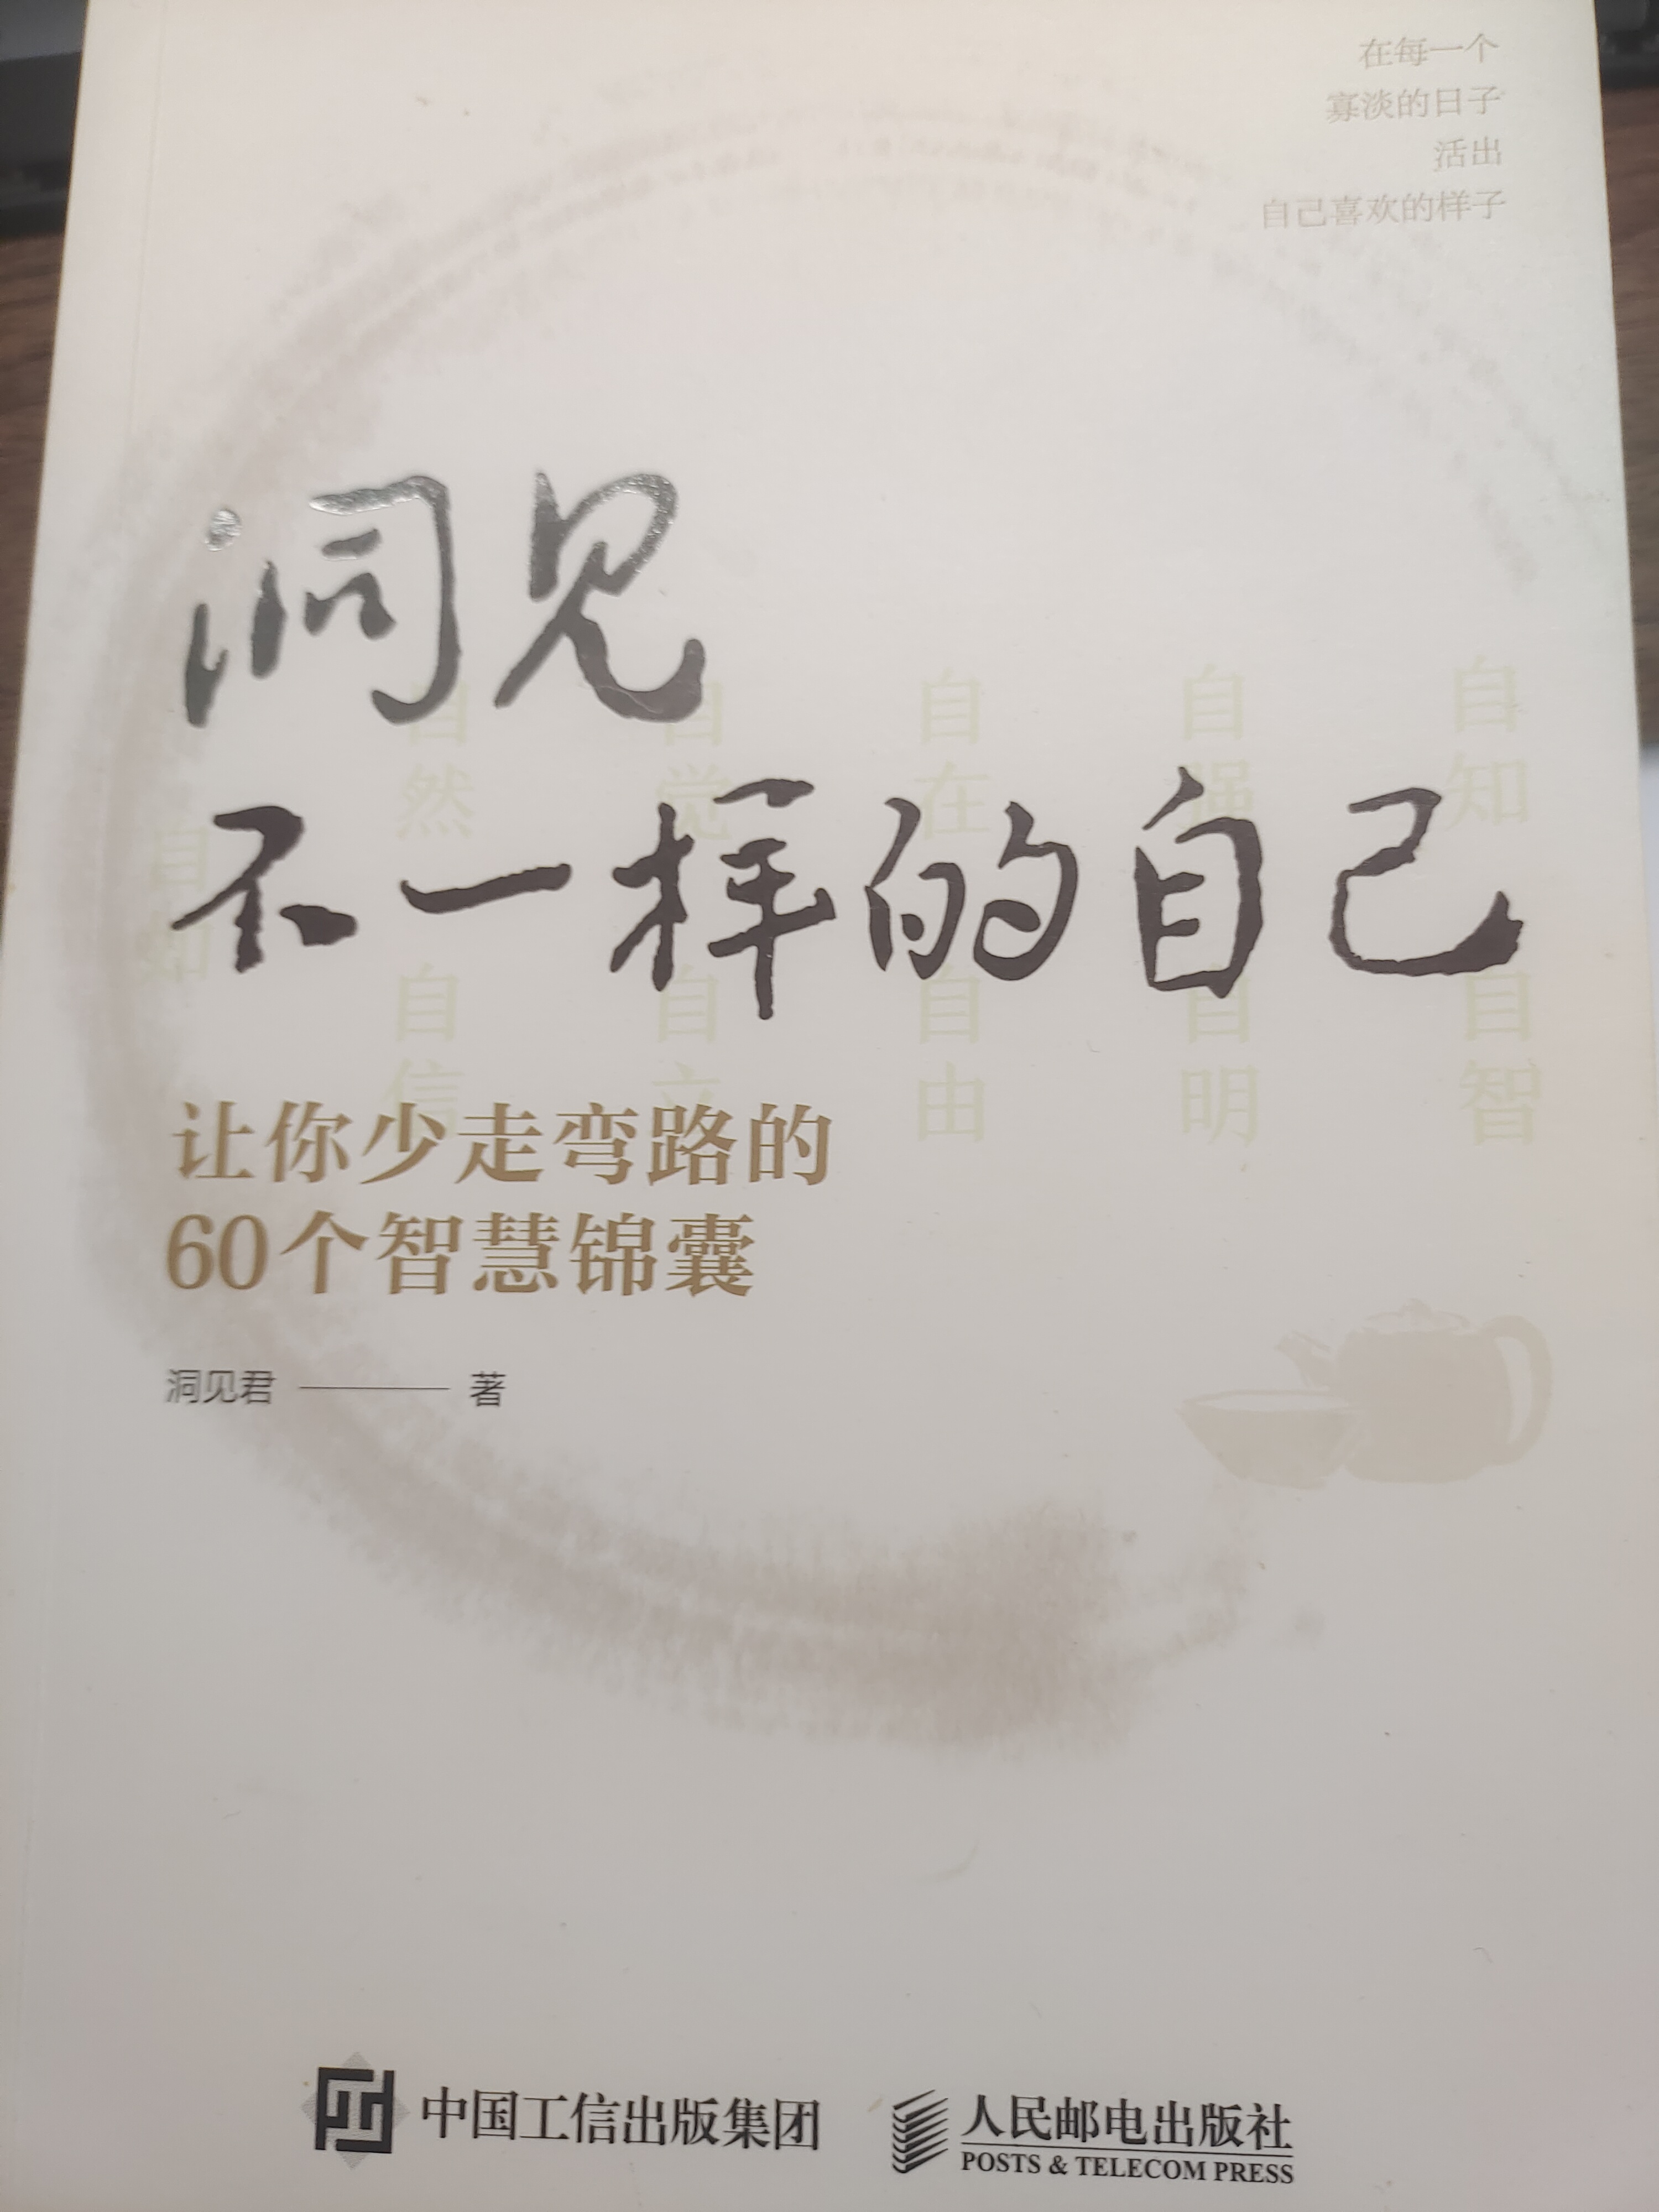 在每一个
寡淡的日子
活出
自己喜欢的样子
洞见
不一样的自己
自如
自然
自觉
自在
自强
自知
自信
自立
自由
自明
自智
让你少走弯路的
60个智慧锦囊
洞见君 著
中国工信出版集团
人民邮电出版社
POSTS & TELECOM PRESS